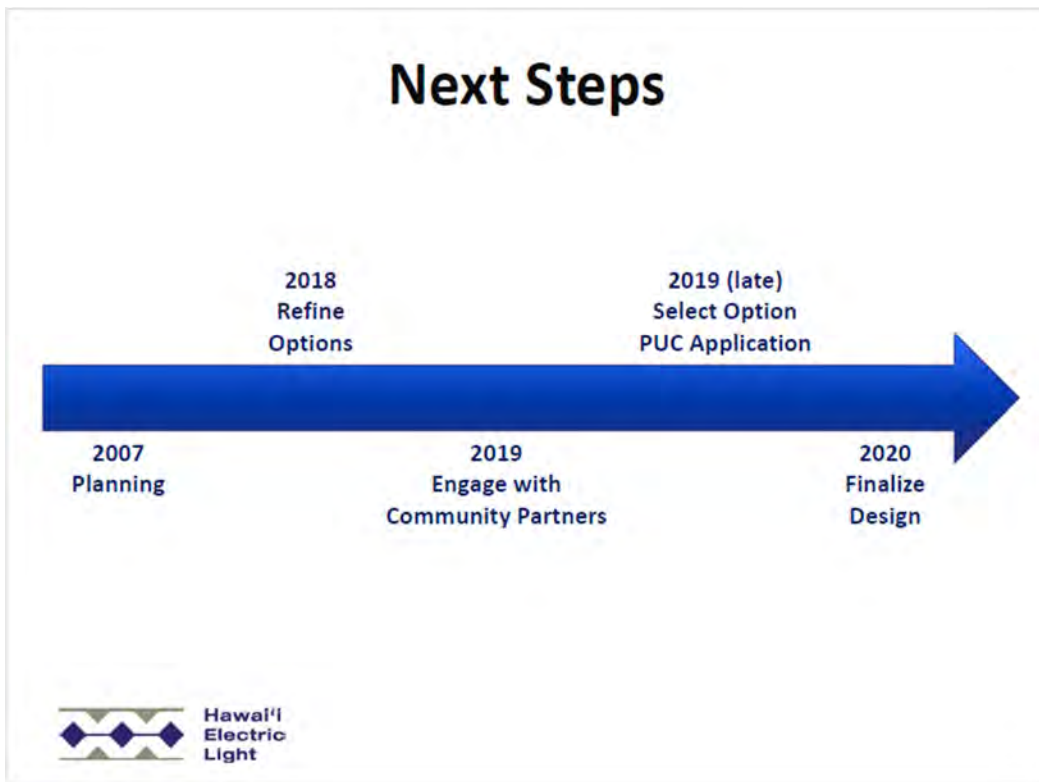 Next Steps
2018
Refine
Options
2019 (late)
Select Option
PUC Application
2007
Planning
2019
Engage with
Community Partners
2020
Finalize
Design
Hawai‘i
Electric
Light